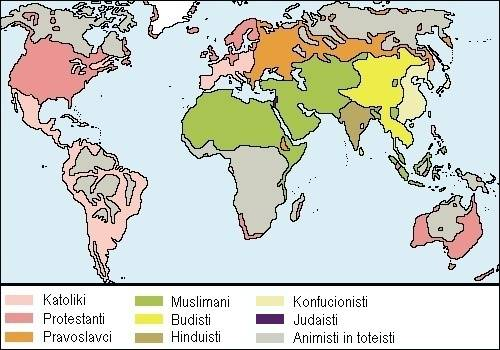 Katoliki
Protestanti
Pravoslavci
Muslimani
Budisti
Hinduisti
Konfucionisti
Judaisti
Animisti in toteisti